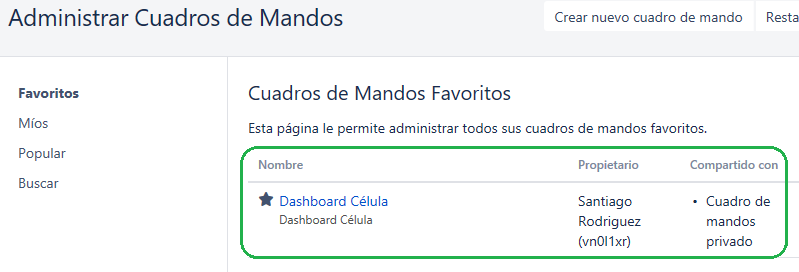 Administrar Cuadros de Mandos
Crear nuevo cuadro de mando
Resta
Favoritos
Míos
Popular
Buscar
Cuadros de Mandos Favoritos
Esta página le permite administrar todos sus cuadros de mandos favoritos.
Nombre Propietario Compartido con
Dashboard Célula
Dashboard Célula
Santiago
Rodriguez
(vn0l1xr)
• Cuadro de
mandos
privado